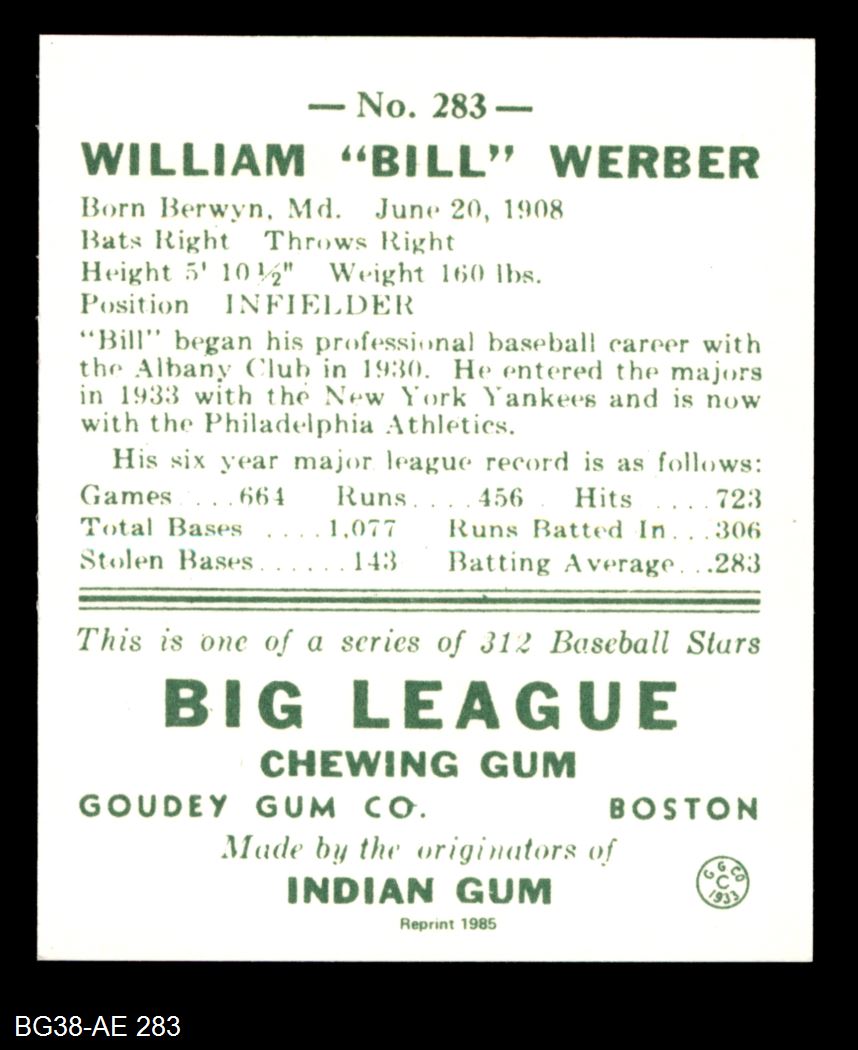 — No. 283 —
WILLIAM “BILL” WERBER
Born Berwyn, Md. June 20, 1908
Bats Right Throws Right
Height 5' 10½" Weight 160 lbs.
Position INFIELDER
"Bill" began his professional baseball career with
the Albany Club in 1930. He entered the majors
in 1933 with the New York Yankees and is now
with the Philadelphia Athletics.
His six year major league record is as follows:
Games ....664 Runs....456 Hits ....723
Total Bases ....1,077 Runs Batted In...306
Stolen Bases......143 Batting Average...283
This is one of a series of 312 Baseball Stars
BIG LEAGUE
CHEWING GUM
GOUDEY GUM CO. BOSTON
Made by the originators of
INDIAN GUM
G G CO
C
1933
Reprint 1985
BG38-AE 283